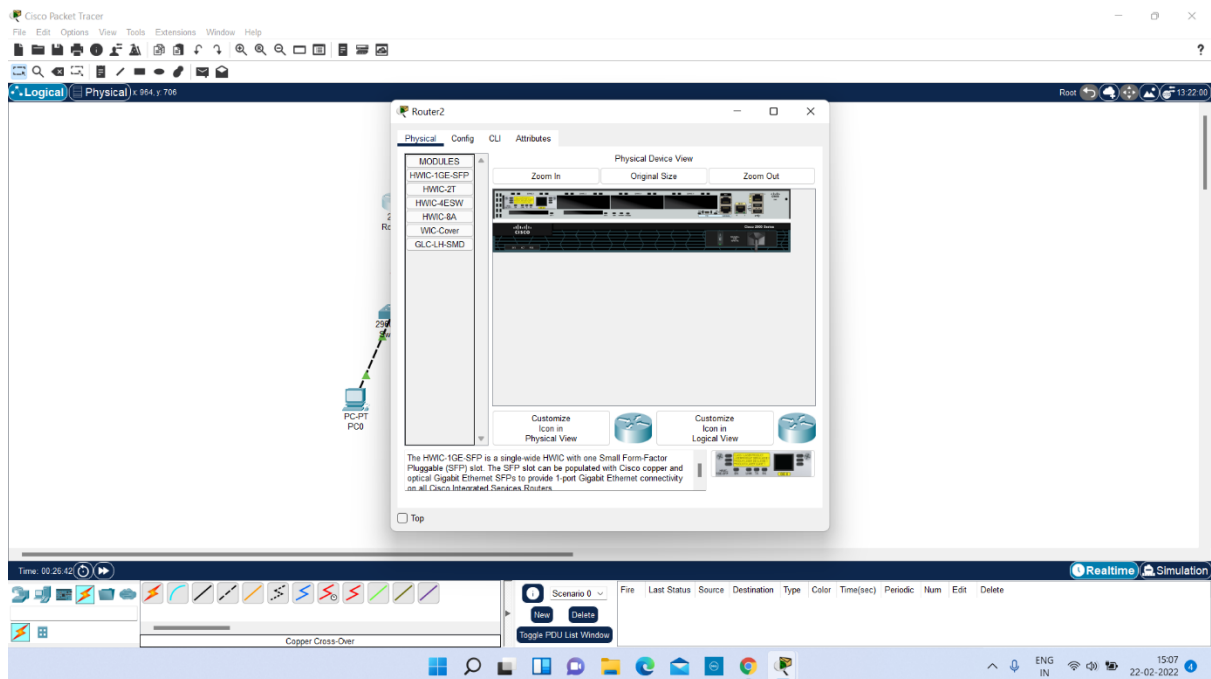 Cisco Packet Tracer
File Edit Options View Tools Extensions Window Help
?
Logical Physical x: 964, y: 706 Root 13:22:00
Router2
Physical Config CLI Attributes
MODULES
HWIC-1GE-SFP
HWIC-2T
HWIC-4ESW
HWIC-8A
WIC-Cover
GLC-LH-SMD
Physical Device View
Zoom In Original Size Zoom Out
CISCO
Customize
Icon in
Physical View
Customize
Icon in
Logical View
The HWIC-1GE-SFP is a single-wide HWIC with one Small Form-Factor
Pluggable (SFP) slot. The SFP slot can be populated with Cisco copper and
optical Gigabit Ethernet SFPs to provide 1-port Gigabit Ethernet connectivity
on all Cisco Integrated Services Routers
Top
PC-PT
PC0
Time: 00:26:42 Realtime Simulation
Scenario 0
New Delete
Toggle PDU List Window
Fire Last Status Source Destination Type Color Time(sec) Periodic Num Edit Delete
Copper Cross-Over
ENG
IN
15:07
22-02-2022
4